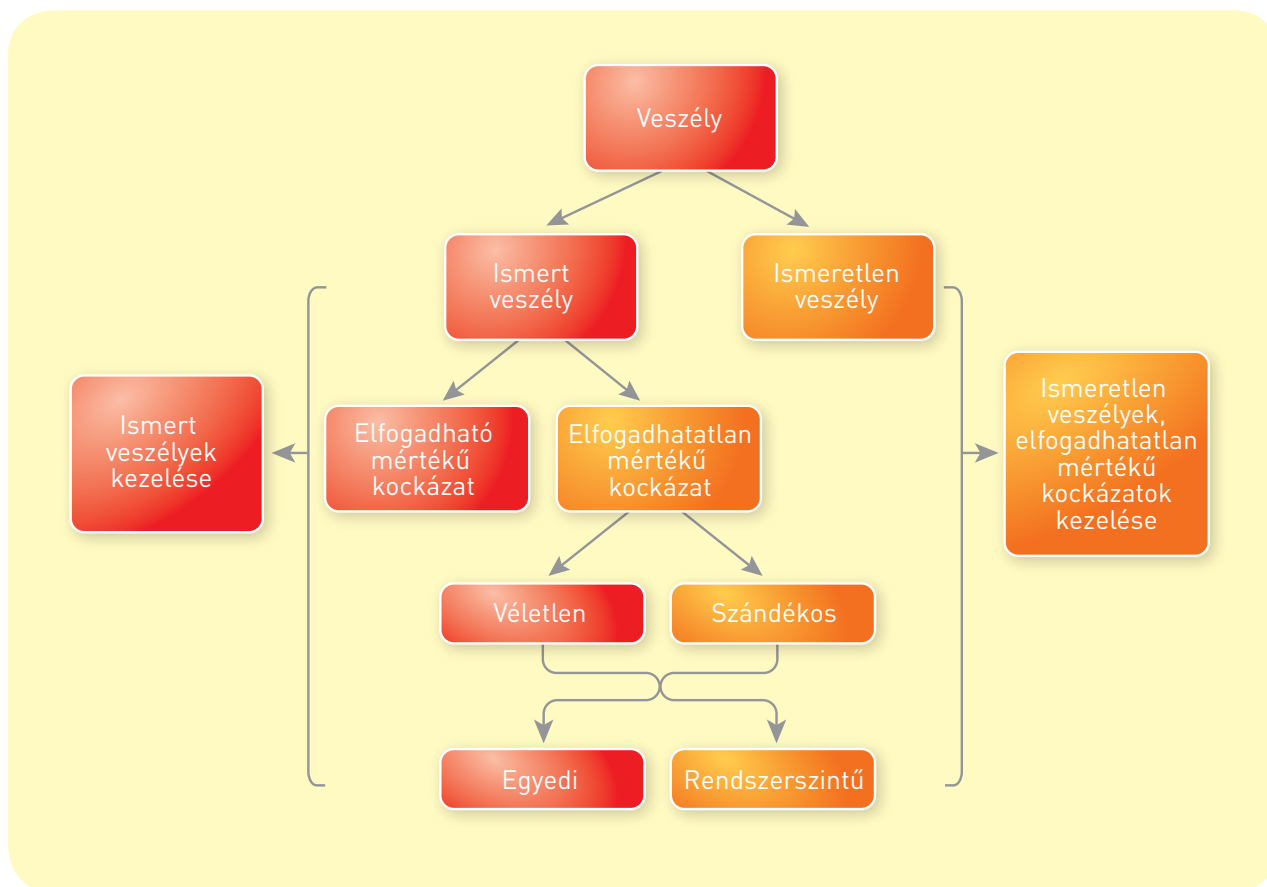 Veszély
Ismert
veszély
Ismeretlen
veszély
Ismert
veszélyek
kezelése
Elfogadható
mértékű
kockázat
Elfogadhatatlan
mértékű
kockázat
Ismeretlen
veszélyek,
elfogadhatatlan
mértékű
kockázatok
kezelése
Véletlen
Szándékos
Egyedi
Rendszerszintű